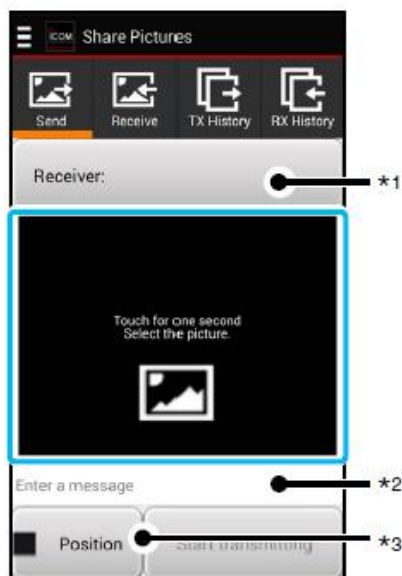 ICOM Share Pictures
Send Receive TX History RX History
Receiver:
*1
Touch for one second
Select the picture.
Enter a message
*2
Position Start transmitting
*3